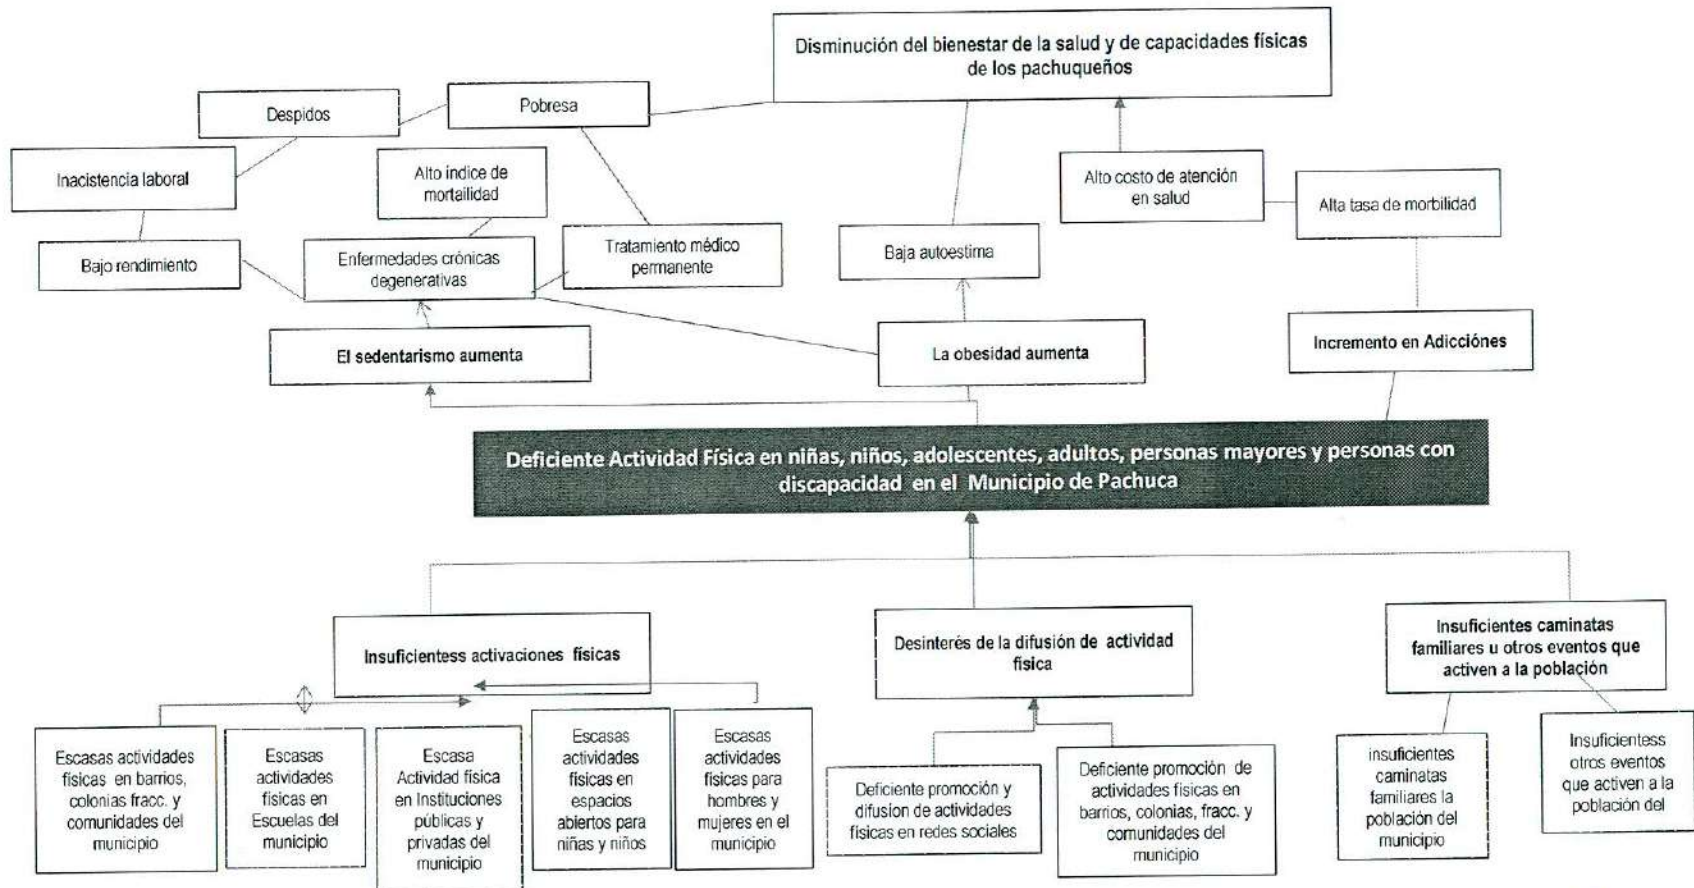 Disminución del bienestar de la salud y de capacidades físicas
de los pachuqueños
Despidos
Pobresa
Inacistencia laboral
Alto índice de
mortailidad
Alto costo de atención
en salud
Alta tasa de morbilidad
Bajo rendimiento
Enfermedades crónicas
degenerativas
Tratamiento médico
permanente
Baja autoestima
El sedentarismo aumenta
La obesidad aumenta
Incremento en Adicciónes
Deficiente Actividad Física en niñas, niños, adolescentes, adultos, personas mayores y personas con
discapacidad en el Municipio de Pachuca
Insuficientess activaciones físicas
Desinterés de la difusión de actividad
física
Insuficientes caminatas
familiares u otros eventos que
activen a la población
Escasas actividades
físicas en barrios,
colonias fracc. y
comunidades del
municipio
Escasas
actividades
físicas en
Escuelas del
municipio
Escasa
Actividad física
en Instituciones
públicas y
privadas del
municipio
Escasas
actividades
físicas en
espacios
abiertos para
niñas y niños
Escasas
actividades
físicas para
hombres y
mujeres en el
municipio
Deficiente promoción y
difusion de actividades
físicas en redes sociales
Deficiente promoción de
actividades físicas en
barrios, colonias, fracc. y
comunidades del
municipio
insuficientes
caminatas
familiares la
población del
municipio
Insuficientess
otros eventos
que activen a la
población del